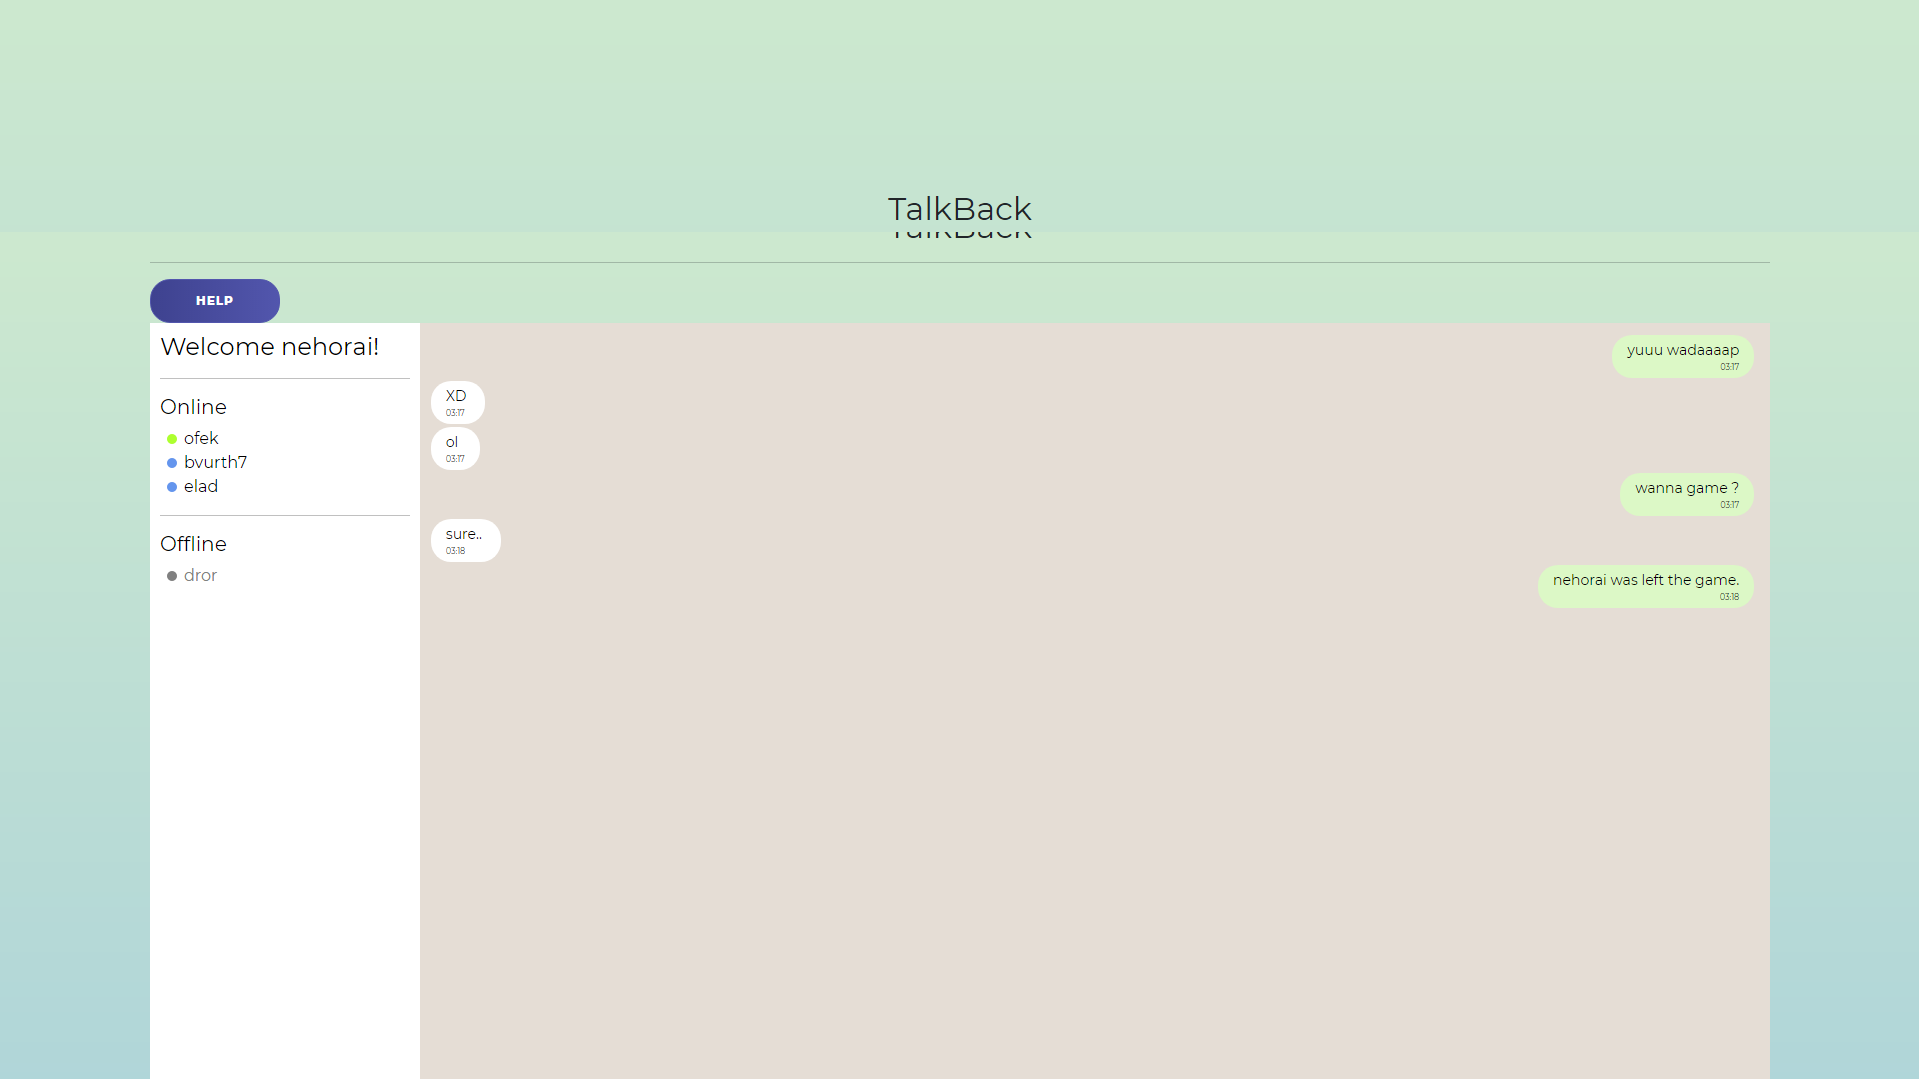 TalkBack
TalkBack
HELP
Welcome nehorai!
Online
ofek
bvurth7
elad
Offline
dror
yuuu wadaaaap
03:17
XD
03:17
ol
03:17
wanna game ?
03:17
sure..
03:18
nehorai was left the game.
03:18